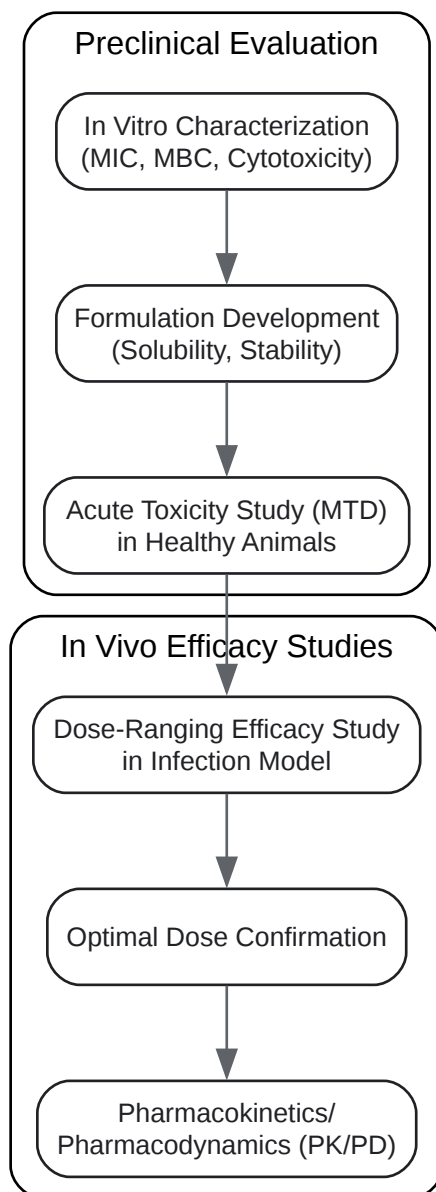 Preclinical Evaluation
In Vitro Characterization
(MIC, MBC, Cytotoxicity)
Formulation Development
(Solubility, Stability)
Acute Toxicity Study (MTD)
in Healthy Animals
In Vivo Efficacy Studies
Dose-Ranging Efficacy Study
in Infection Model
Optimal Dose Confirmation
Pharmacokinetics/
Pharmacodynamics (PK/PD)